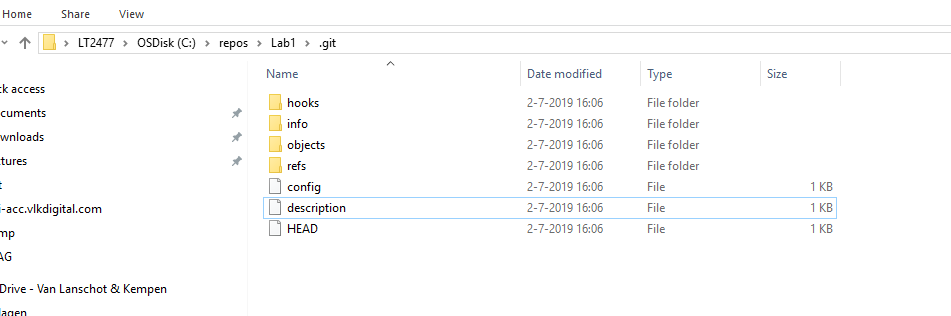 Home Share View
LT2477 OSDisk (C:) repos Lab1 .git
Name Date modified Type Size
ck access
cuments
wnloads
ctures
t
i-acc.vlkdigital.com
mp
AG
Drive - Van Lanschot & Kempen
lagen
hooks 2-7-2019 16:06 File folder
info 2-7-2019 16:06 File folder
objects 2-7-2019 16:06 File folder
refs 2-7-2019 16:06 File folder
config 2-7-2019 16:06 File 1 KB
description 2-7-2019 16:06 File 1 KB
HEAD 2-7-2019 16:06 File 1 KB